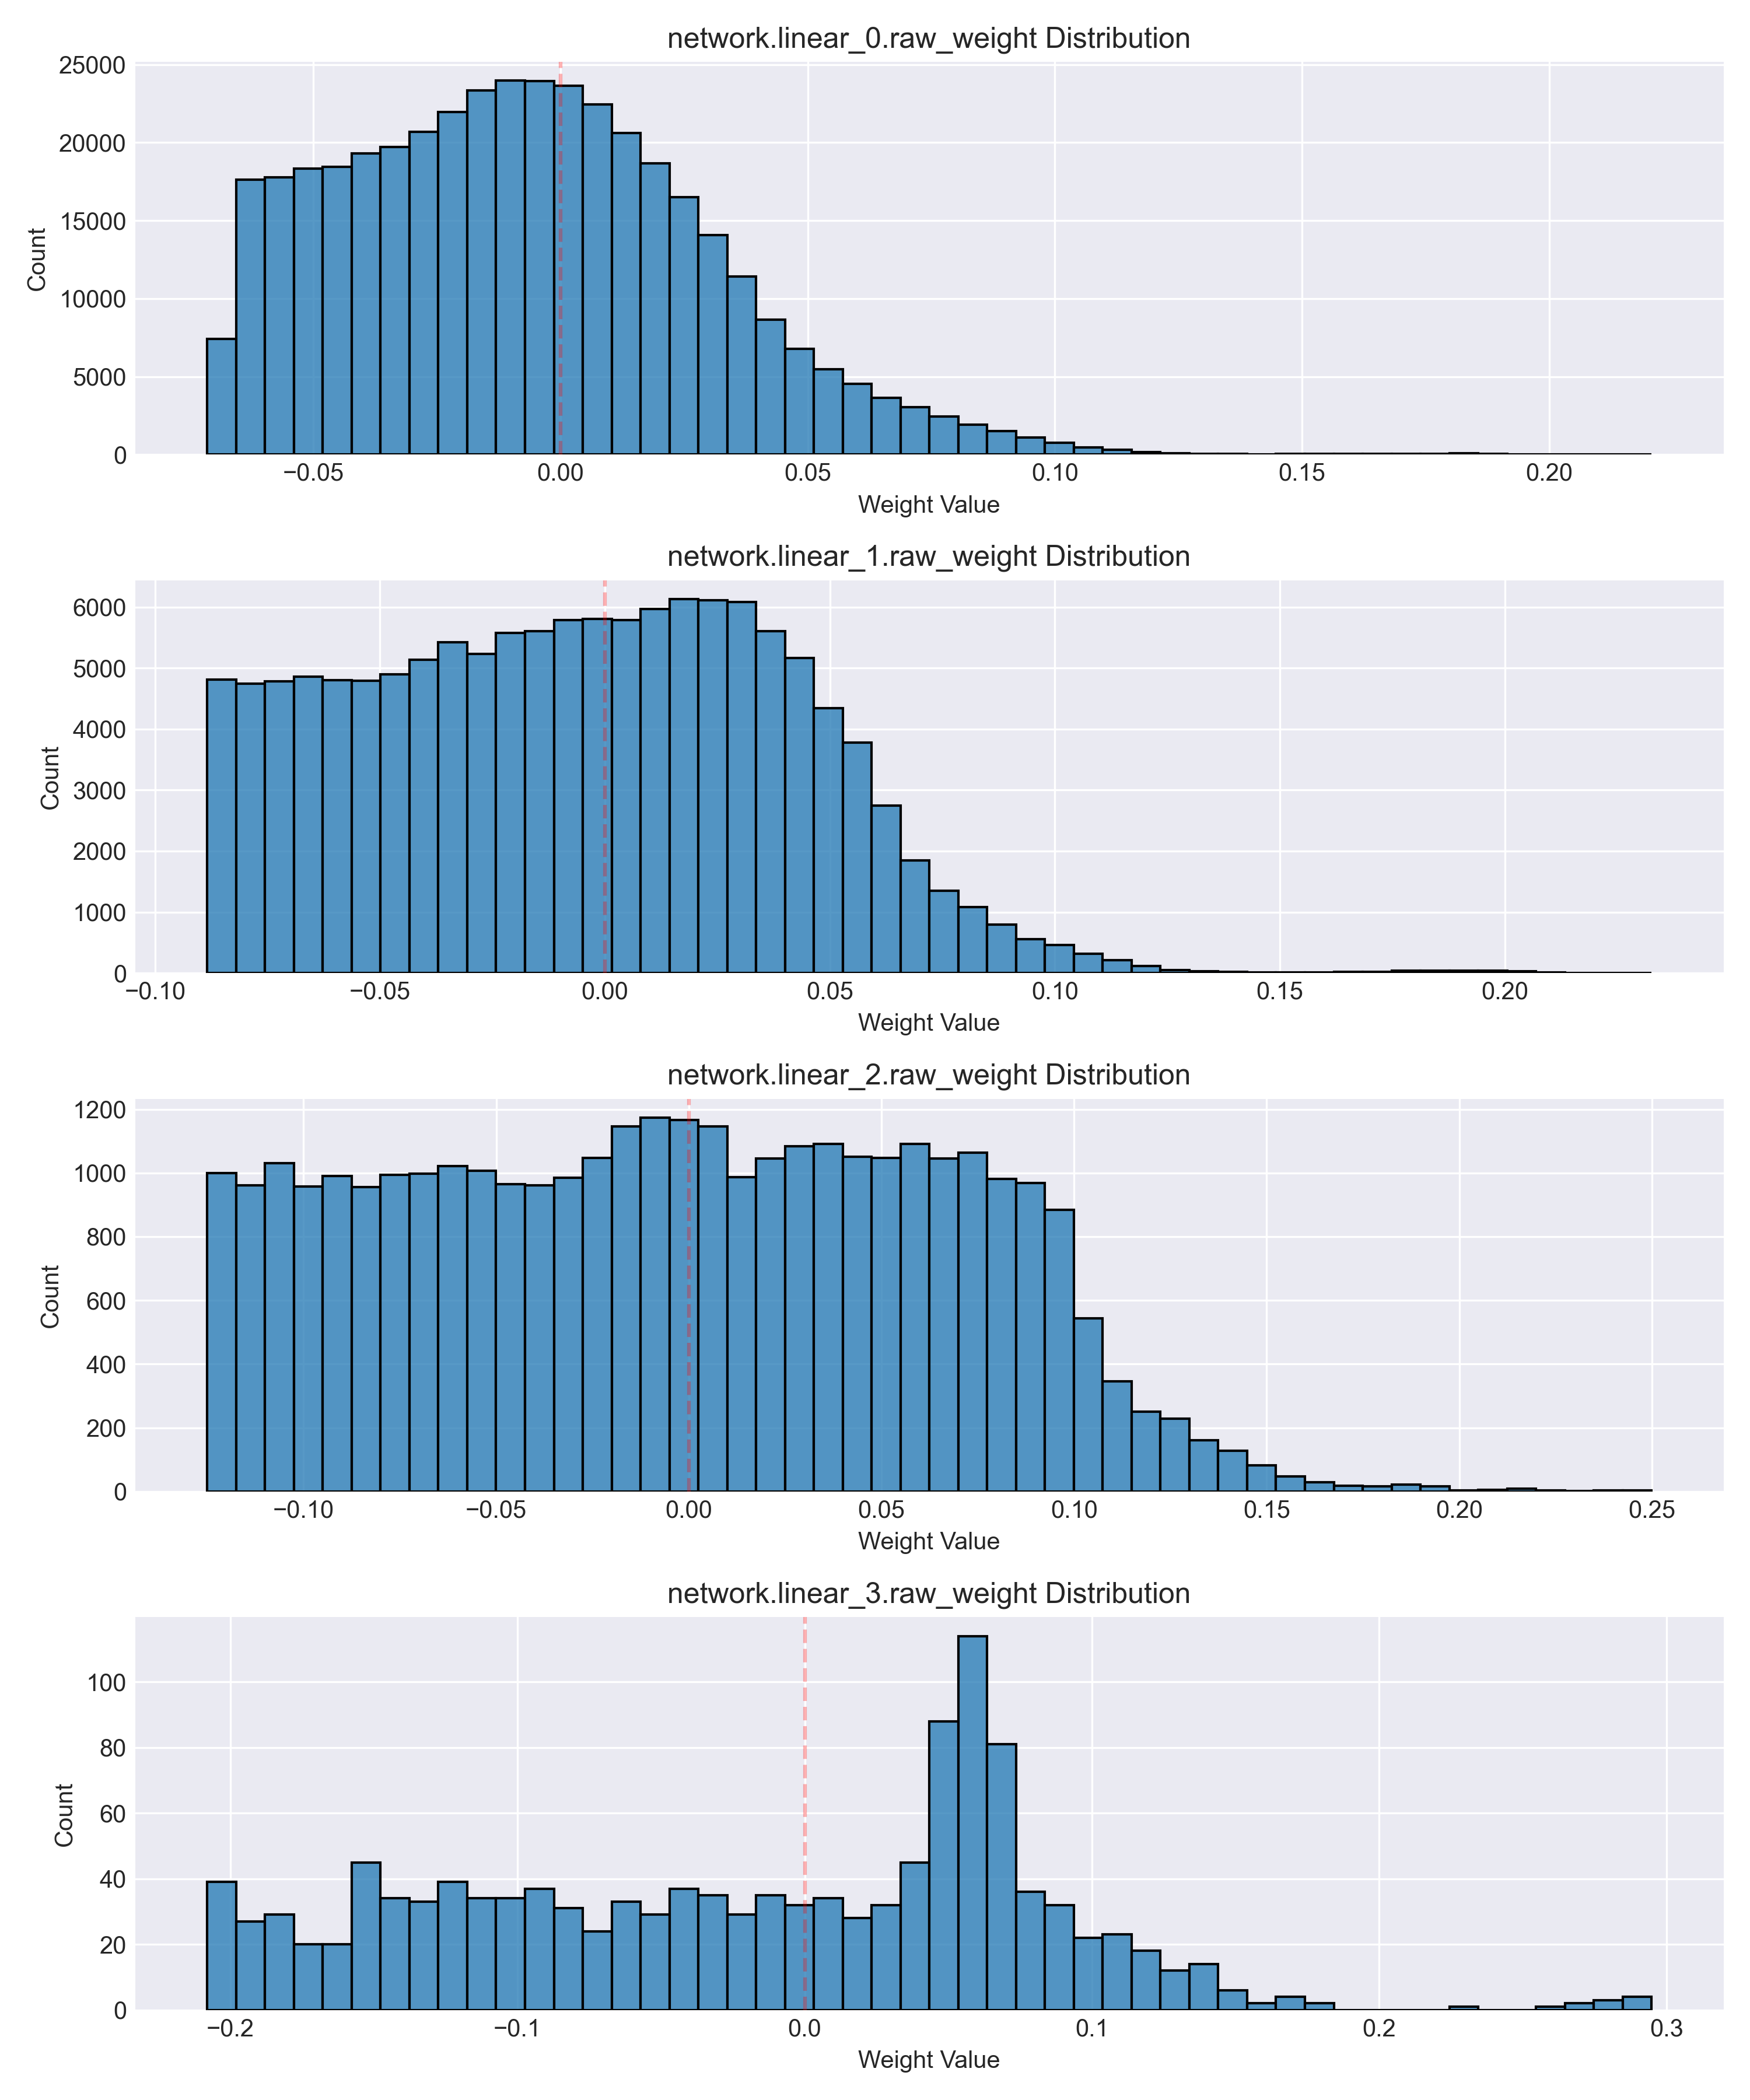 network.linear_0.raw_weight Distribution
25000
20000
15000
10000
5000
0
Count
−0.05 0.00 0.05 0.10 0.15 0.20
Weight Value
network.linear_1.raw_weight Distribution
6000
5000
4000
3000
2000
1000
0
Count
−0.10 −0.05 0.00 0.05 0.10 0.15 0.20
Weight Value
network.linear_2.raw_weight Distribution
1200
1000
800
600
400
200
0
Count
−0.10 −0.05 0.00 0.05 0.10 0.15 0.20 0.25
Weight Value
network.linear_3.raw_weight Distribution
100
80
60
40
20
0
Count
−0.2 −0.1 0.0 0.1 0.2 0.3
Weight Value